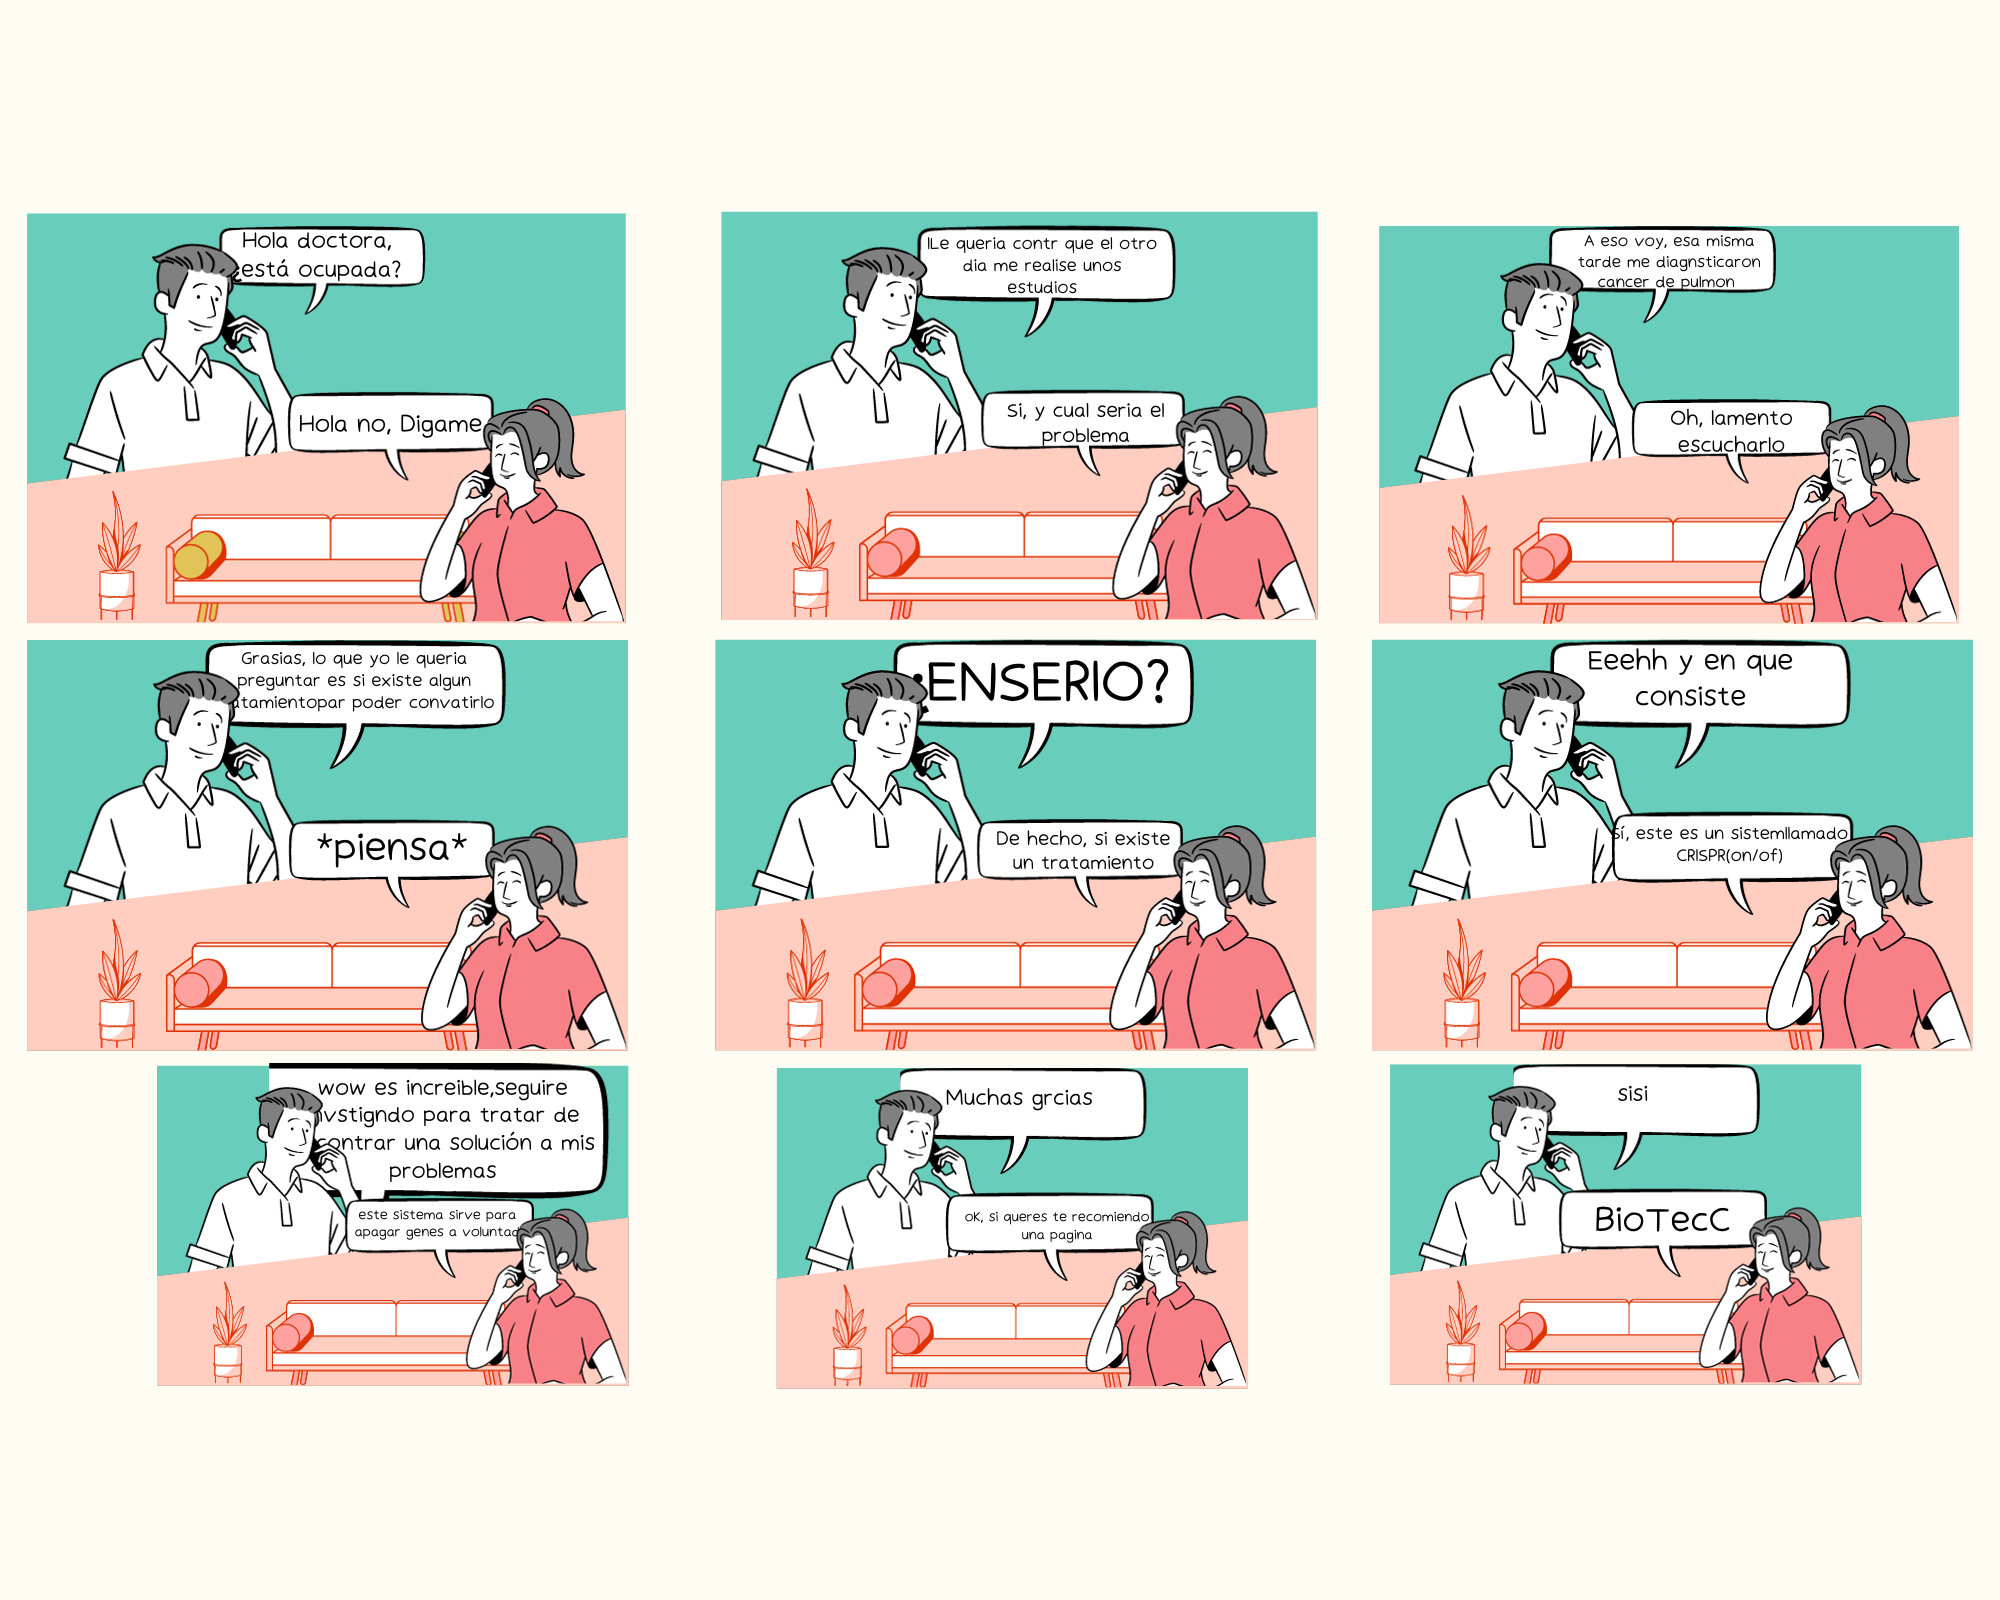 Hola doctora,
¿está ocupada?
Hola no, Digame
lLe queria contr que el otro
dia me realise unos
estudios
Si, y cual seria el
problema
A eso voy, esa misma
tarde me diagnsticaron
cancer de pulmon
Oh, lamento
escucharlo
Grasias, lo que yo le queria
preguntar es si existe algun
atamientopar poder convatirlo
*piensa*
¿ENSERIO?
De hecho, si existe
un tratamiento
Eeehh y en que
consiste
sí, este es un sistemllamado
CRISPR(on/of)
wow es increible,seguire
nvstigndo para tratar de
contrar una solución a mis
problemas
este sistema sirve para
apagar genes a voluntad
Muchas grcias
oK, si queres te recomiendo
una pagina
sisi
BioTecC